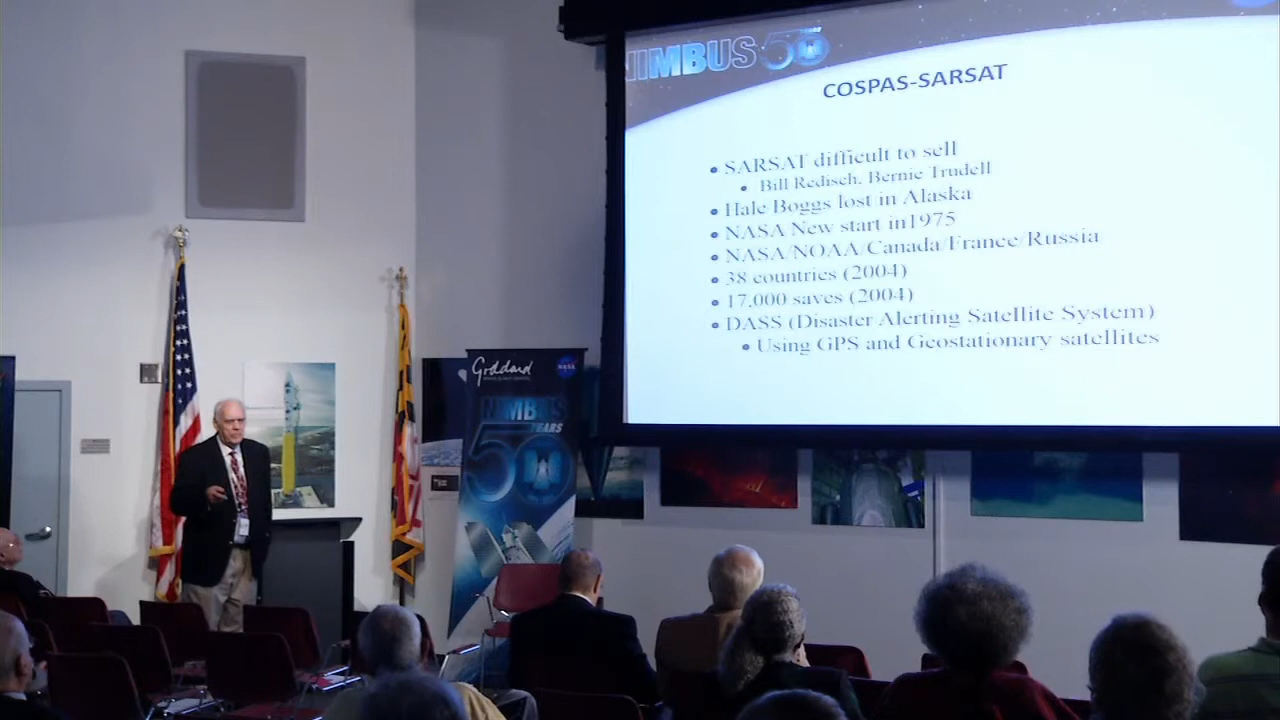 NIMBUS 50
COSPAS-SARSAT
• SARSAT difficult to sell
• Bill Redisch, Bernie Trudell
• Hale Boggs lost in Alaska
• NASA New start in1975
• NASA/NOAA/Canada/France/Russia
• 38 countries (2004)
• 17,000 saves (2004)
• DASS (Disaster Alerting Satellite System)
• Using GPS and Geostationary satellites
Goddard
NASA
NIMBUS
YEARS
50